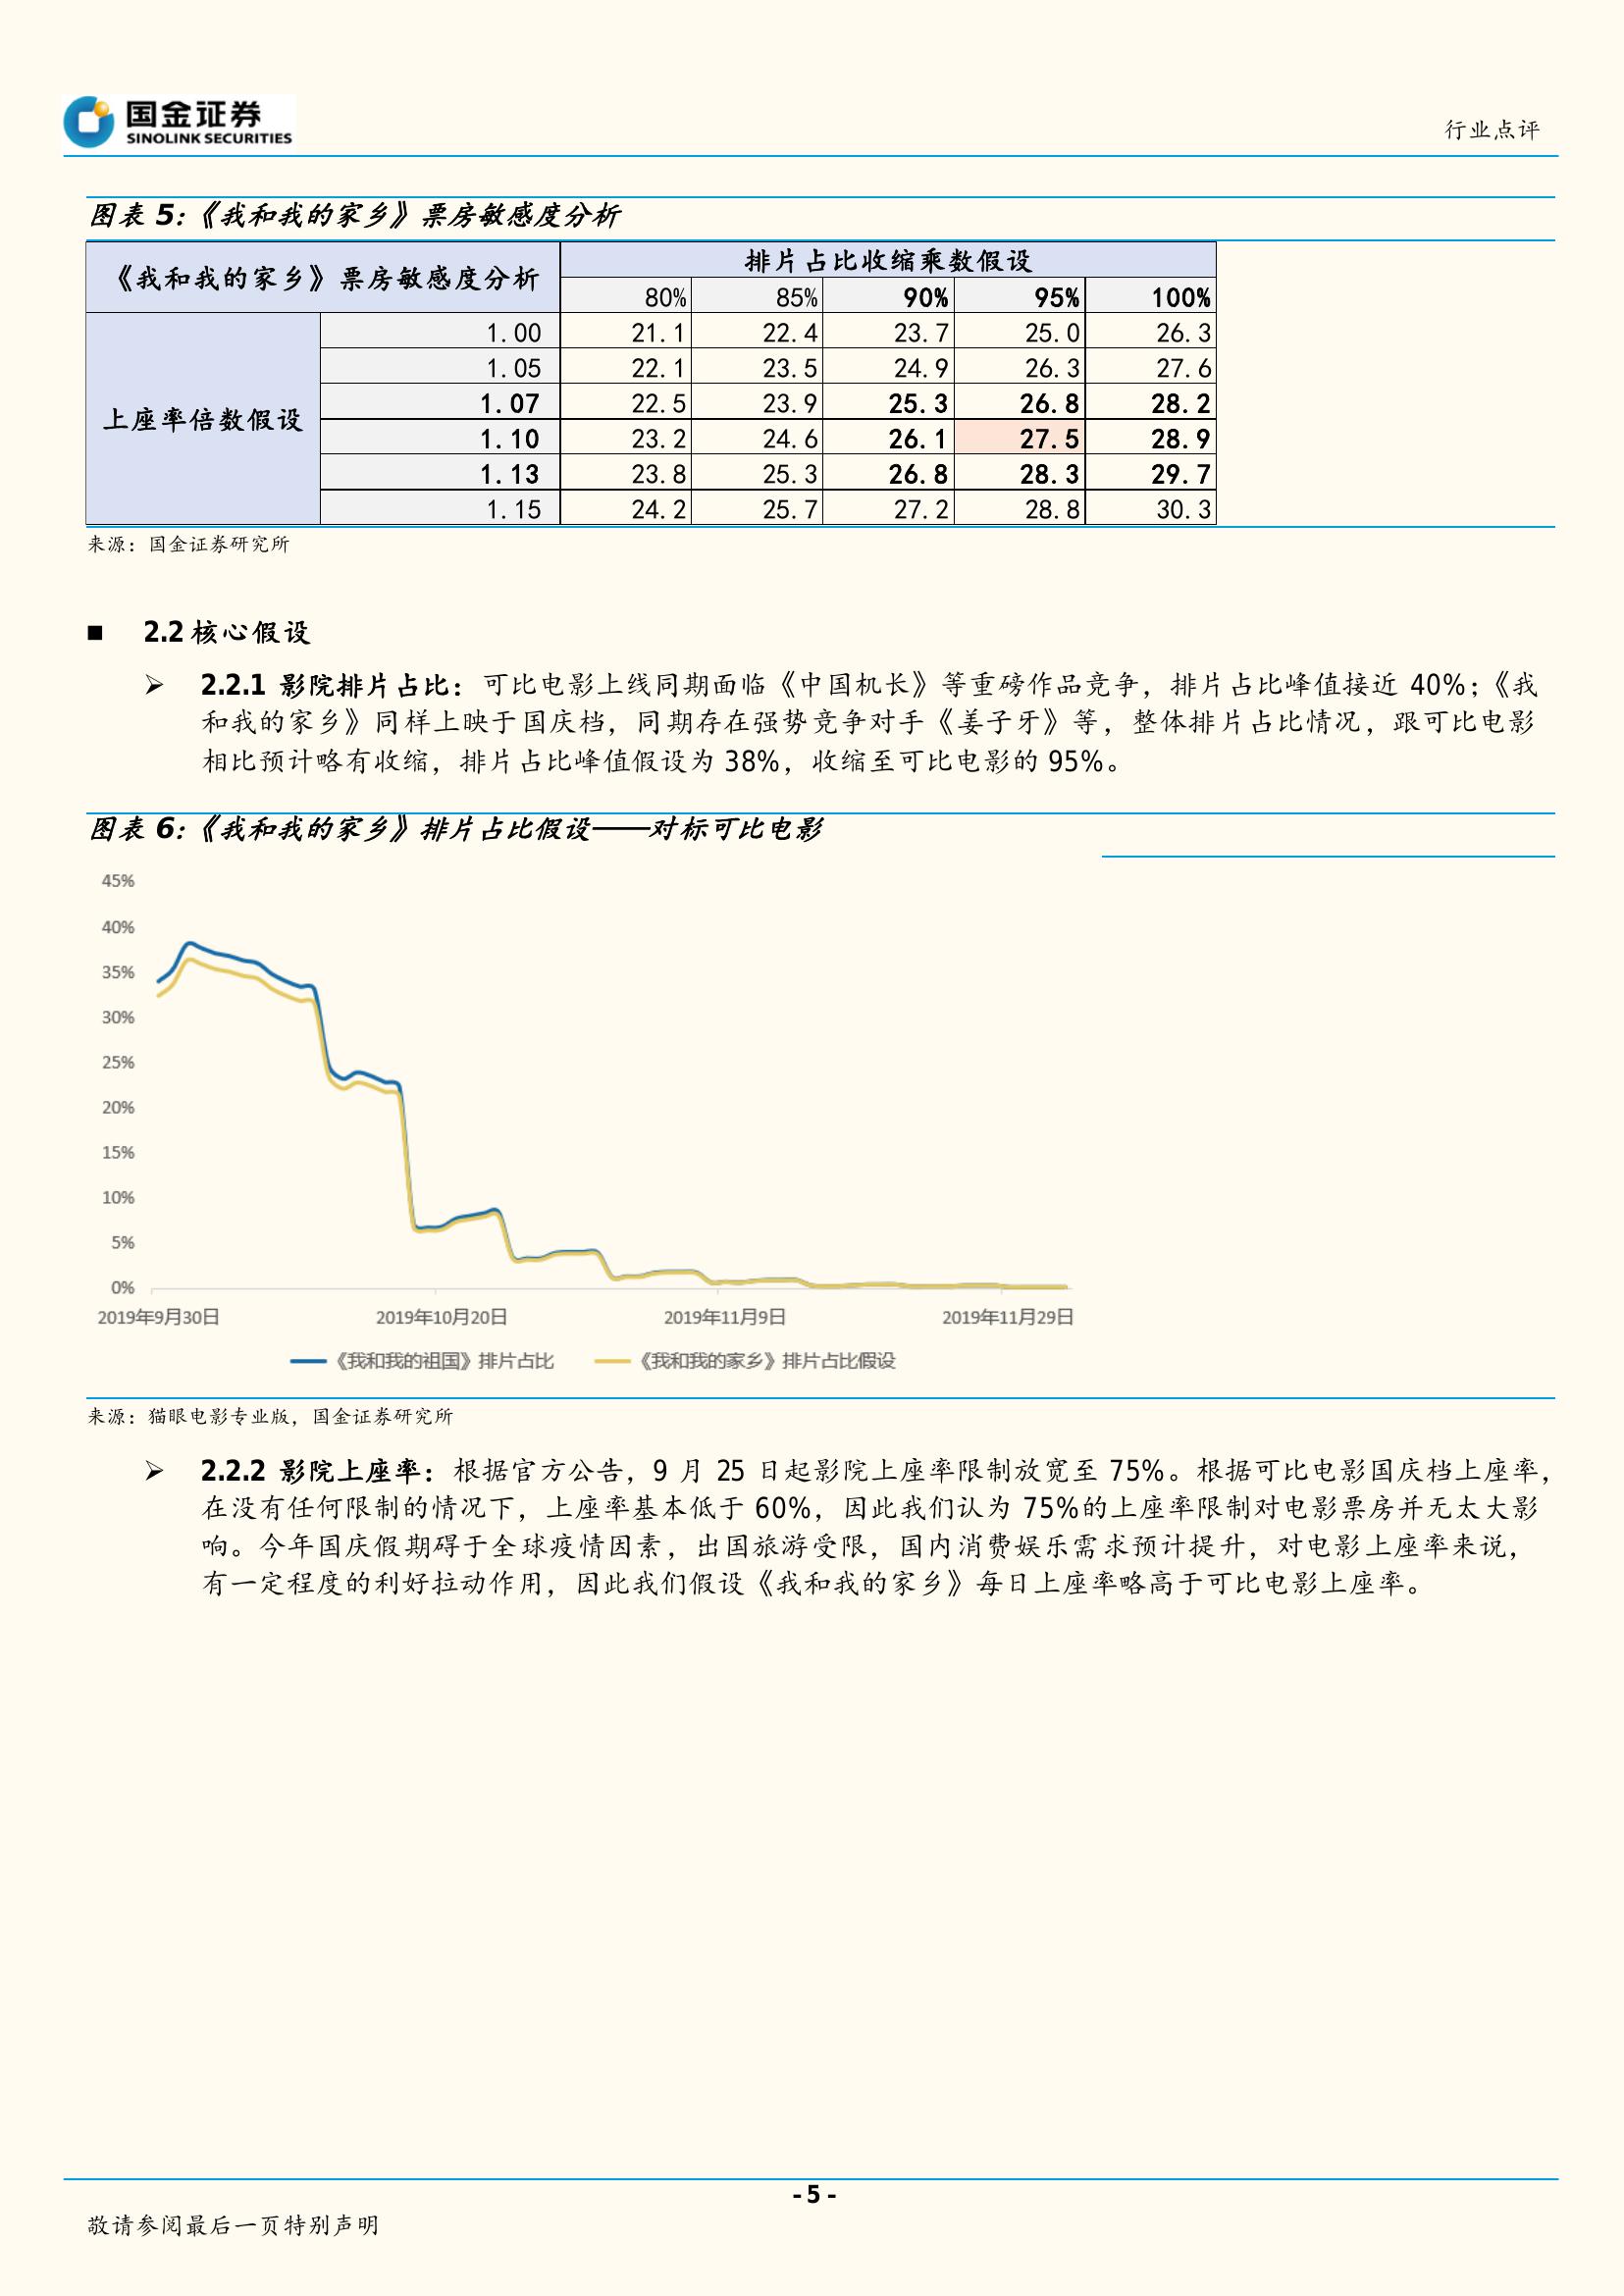 国金证券
SINOLINK SECURITIES
行业点评
图表 5:《我和我的家乡》票房敏感度分析
《我和我的家乡》票房敏感度分析 排片占比收缩乘数假设
80% 85% 90% 95% 100%
上座率倍数假设
1.00 21.1 22.4 23.7 25.0 26.3
1.05 22.1 23.5 24.9 26.3 27.6
1.07 22.5 23.9 25.3 26.8 28.2
1.10 23.2 24.6 26.1 27.5 28.9
1.13 23.8 25.3 26.8 28.3 29.7
1.15 24.2 25.7 27.2 28.8 30.3
来源：国金证券研究所
■ 2.2 核心假设
➢ 2.2.1 影院排片占比：可比电影上线同期面临《中国机长》等重磅作品竞争，排片占比峰值接近 40%；《我
和我的家乡》同样上映于国庆档，同期存在强势竞争对手《姜子牙》等，整体排片占比情况，跟可比电影
相比预计略有收缩，排片占比峰值假设为 38%，收缩至可比电影的 95%。
图表 6:《我和我的家乡》排片占比假设——对标可比电影
45%
40%
35%
30%
25%
20%
15%
10%
5%
0%
2019年9月30日 2019年10月20日 2019年11月9日 2019年11月29日
《我和我的祖国》排片占比 《我和我的家乡》排片占比假设
来源：猫眼电影专业版，国金证券研究所
➢ 2.2.2 影院上座率：根据官方公告，9 月 25 日起影院上座率限制放宽至 75%。根据可比电影国庆档上座率，
在没有任何限制的情况下，上座率基本低于 60%，因此我们认为 75%的上座率限制对电影票房并无太大影
响。今年国庆假期碍于全球疫情因素，出国旅游受限，国内消费娱乐需求预计提升，对电影上座率来说，
有一定程度的利好拉动作用，因此我们假设《我和我的家乡》每日上座率略高于可比电影上座率。
- 5 -
敬请参阅最后一页特别声明